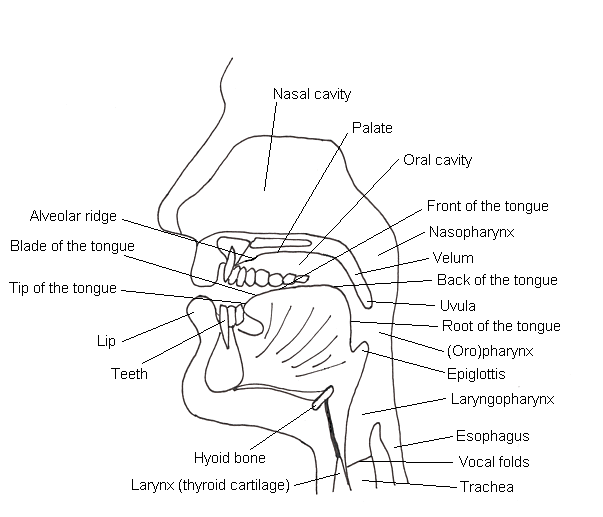 Nasal cavity
Palate
Oral cavity
Front of the tongue
Alveolar ridge
Nasopharynx
Blade of the tongue
Velum
Back of the tongue
Tip of the tongue
Uvula
Root of the tongue
Lip
(Oro)pharynx
Teeth
Epiglottis
Laryngopharynx
Esophagus
Hyoid bone
Vocal folds
Larynx (thyroid cartilage)
Trachea